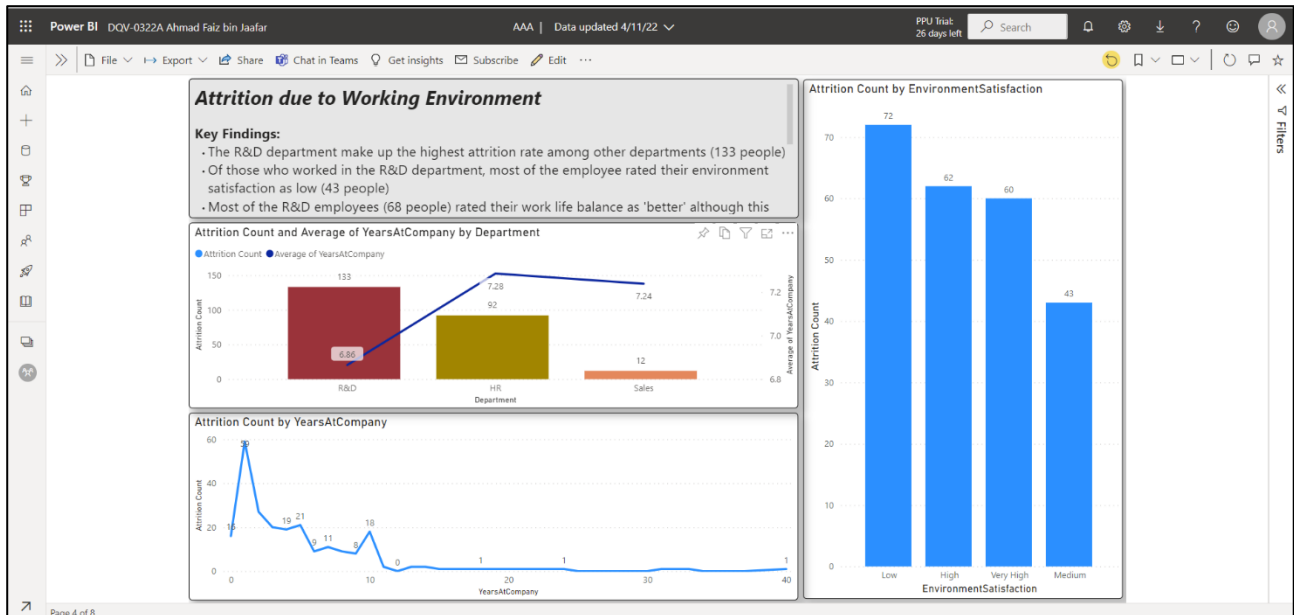 Power BI DQV-0322A Ahmad Faiz bin Jaafar
AAA | Data updated 4/11/22
PPU Trial:
26 days left
Search
File
Export
Share
Chat in Teams
Get insights
Subscribe
Edit
Attrition due to Working Environment
Key Findings:
• The R&D department make up the highest attrition rate among other departments (133 people)
• Of those who worked in the R&D department, most of the employee rated their environment
satisfaction as low (43 people)
• Most of the R&D employees (68 people) rated their work life balance as 'better' although this
Attrition Count and Average of YearsAtCompany by Department
Attrition Count Average of YearsAtCompany
Attrition Count
150
100
50
0
133
6.86
7.28
92
7.24
12
7.2
7.0
6.8
Average of YearsAtCompany
R&D
HR
Sales
Department
Attrition Count by YearsAtCompany
Attrition Count
60
40
20
0
16
59
19
21
9
11
8
18
0
1
1
1
0
10
20
30
40
YearsAtCompany
Attrition Count by EnvironmentSatisfaction
Attrition Count
70
60
50
40
30
20
10
0
72
62
60
43
Low
High
Very High
Medium
EnvironmentSatisfaction
Filters
Page 4 of 8